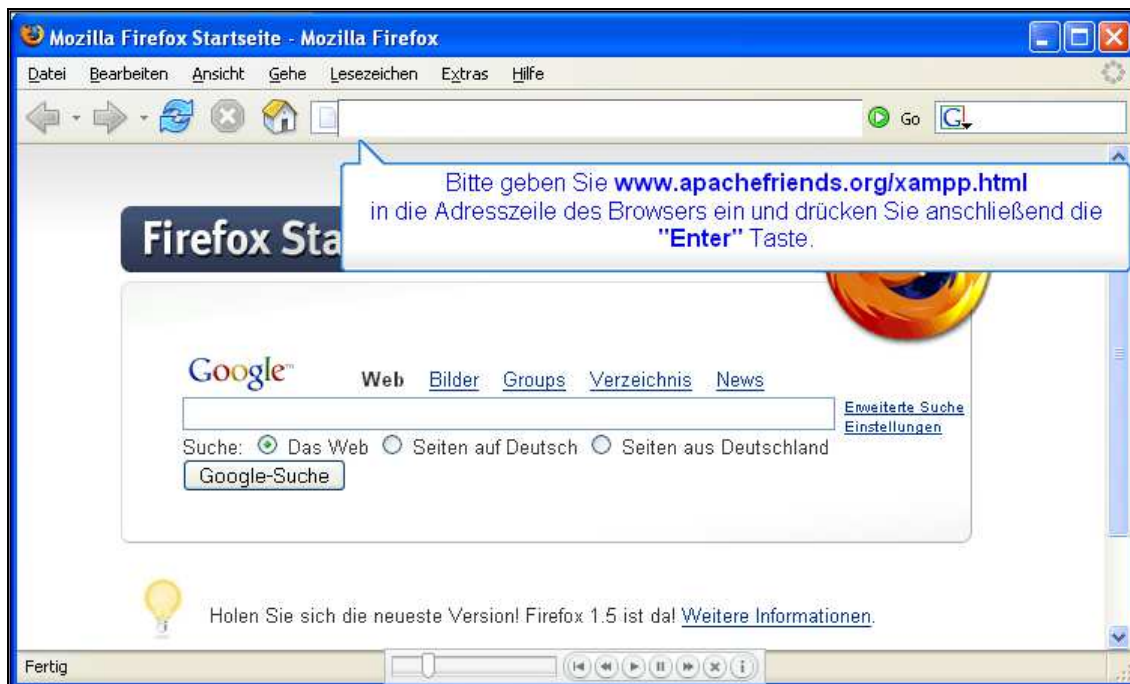 Mozilla Firefox Startseite - Mozilla Firefox
Datei Bearbeiten Ansicht Gehe Lesezeichen Extras Hilfe
Go G
Bitte geben Sie www.apachefriends.org/xampp.html
in die Adresszeile des Browsers ein und drücken Sie anschließend die
"Enter" Taste.
Firefox Sta
Google™ Web Bilder Groups Verzeichnis News
Erweiterte Suche
Einstellungen
Suche: Das Web Seiten auf Deutsch Seiten aus Deutschland
Google-Suche
Holen Sie sich die neueste Version! Firefox 1.5 ist da! Weitere Informationen.
Fertig